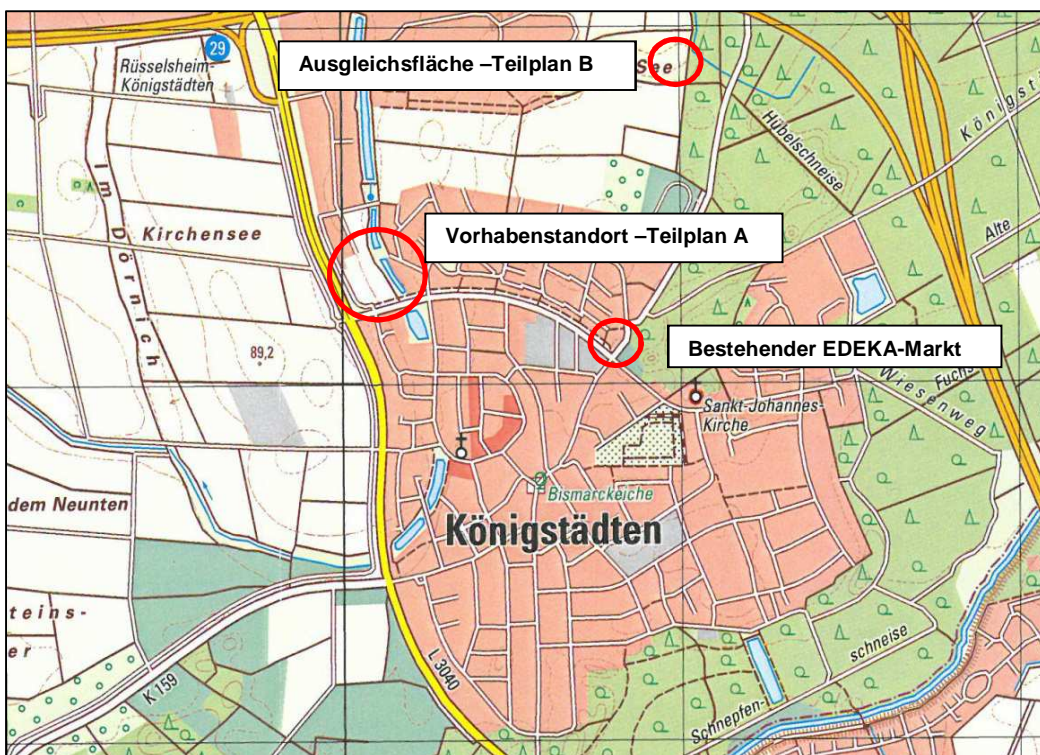 29
Rüsselsheim-
Königstädten
Ausgleichsfläche –Teilplan B
See
Hübelschneise
Königst
Im Dörnich
Kirchensee
Vorhabenstandort –Teilplan A
Alte
89,2
Bestehender EDEKA-Markt
Fuchs
Wiesenweg
Sankt-Johannes-
Kirche
dem Neunten
Bismarckeiche
Königstädten
teins-
er
K 159
L 3040
schneise
Schnepfen-